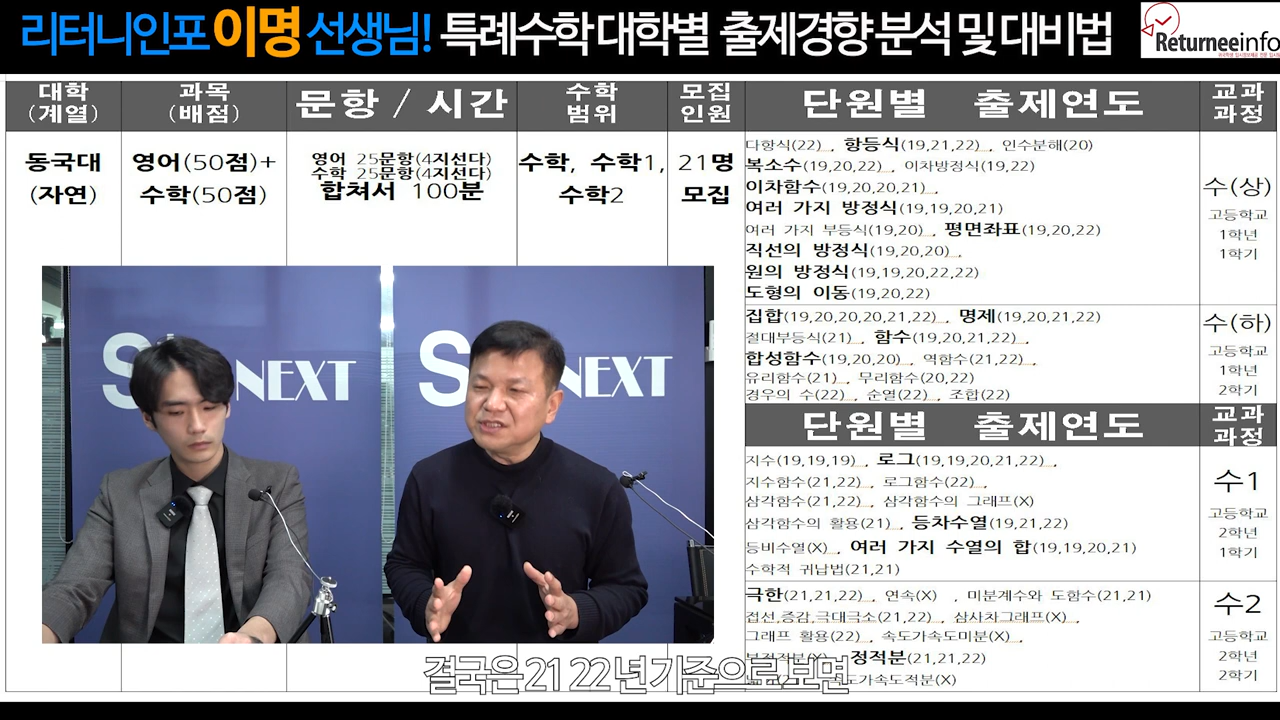 리터니인포 이명 선생님! 특례수학 대학별 출제경향 분석 및 대비법
Returneeinfo
대학
(계열)
과목
(배점)
문항 / 시간
수학
범위
모집
인원
단원별 출제연도
교과
과정
동국대
(자연)
영어(50점)+
수학(50점)
영어 25문항(4지선다)
수학 25문항(4지선다)
합쳐서 100분
수학, 수학1,
수학2
21명
모집
다항식(22) , 항등식(19,21,22) , 인수분해(20)
복소수(19,20,22) , 이차방정식(19,22)
이차함수(19,20,20,21) ,
여러 가지 방정식(19,19,20,21)
여러 가지 부등식(19,20) , 평면좌표(19,20,22)
직선의 방정식(19,20,20) ,
원의 방정식(19,19,20,22,22)
도형의 이동(19,20,22)
수(상)
고등학교
1학년
1학기
집합(19,20,20,20,21,22) , 명제(19,20,21,22)
절대부등식(21) , 함수(19,20,21,22) ,
합성함수(19,20,20) , 역함수(21,22) ,
유리함수(21) , 무리함수(20,22)
경우의 수(22) , 순열(22) , 조합(22)
수(하)
고등학교
1학년
2학기
단원별 출제연도
교과
과정
지수(19,19,19) , 로그(19,19,20,21,22) ,
지수함수(21,22) , 로그함수(22) ,
삼각함수(21,22) , 삼각함수의 그래프(X)
삼각함수의 활용(21) , 등차수열(19,21,22)
등비수열(X) , 여러 가지 수열의 합(19,19,20,21)
수학적 귀납법(21,21)
수1
고등학교
2학년
1학기
극한(21,21,22) , 연속(X) , 미분계수와 도함수(21,21)
접선,증감,극대극소(21,22) , 삼사차그래프(X) ,
그래프 활용(22) , 속도가속도미분(X) ,
정적분(21,21,22)
도가속도적분(X)
수2
고등학교
2학년
2학기
NEXT
NEXT
결국은 21 22년 기준으로 보면